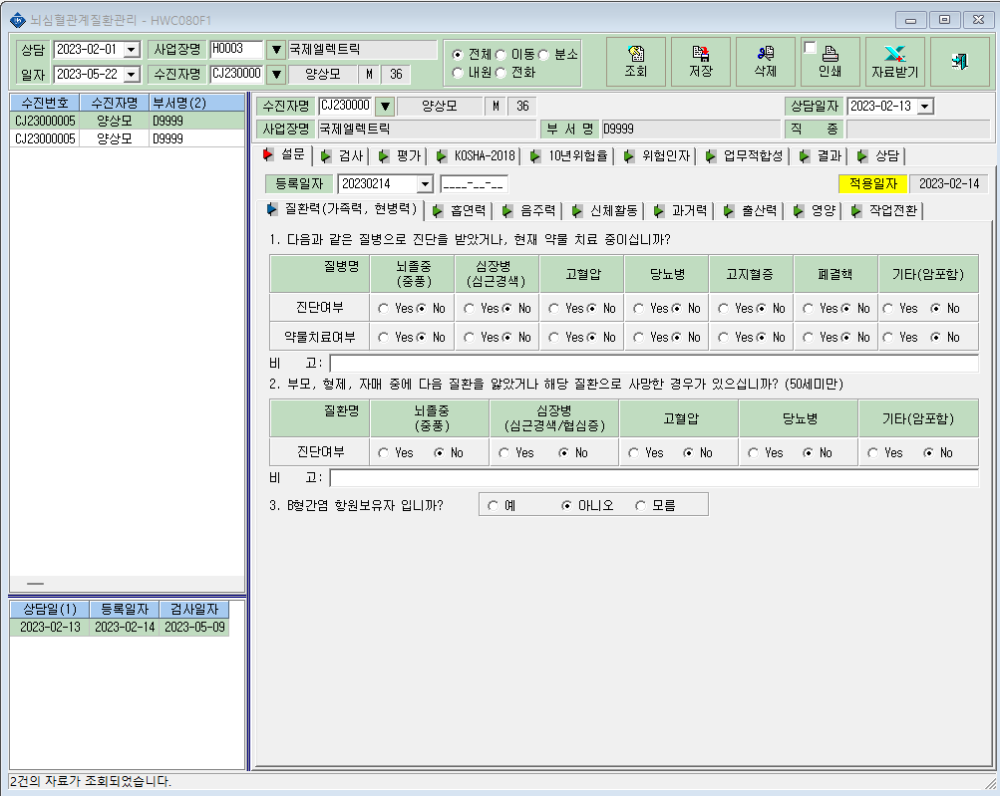 뇌심혈관계질환관리 - HWC080F1
상담 2023-02-01 사업장명 H0003 국제엘렉트릭
일자 2023-05-22 수진자명 CJ230000 양상모 M 36
전체 이동 분소
내원 전화
조회 저장 삭제 인쇄 자료받기
수진번호 수진자명 부서명(2)
CJ23000005 양상모 D9999
CJ23000005 양상모 D9999
수진자명 CJ230000 양상모 M 36 상담일자 2023-02-13
사업장명 국제엘렉트릭 부 서 명 D9999 직 종
설문 검사 평가 KOSHA-2018 10년위험율 위험인자 업무적합성 결과 상담
등록일자 20230214 ____-__-__ 적용일자 2023-02-14
질환력(가족력, 현병력) 흡연력 음주력 신체활동 과거력 출산력 영양 작업전환
1. 다음과 같은 질병으로 진단을 받았거나, 현재 약물 치료 중이십니까?
질병명 뇌졸중 (중풍) 심장병 (심근경색) 고혈압 당뇨병 고지혈증 폐결핵 기타(암포함)
진단여부 Yes No Yes No Yes No Yes No Yes No Yes No Yes No
약물치료여부 Yes No Yes No Yes No Yes No Yes No Yes No Yes No
비 고:
2. 부모, 형제, 자매 중에 다음 질환을 앓았거나 해당 질환으로 사망한 경우가 있으십니까? (50세미만)
질환명 뇌졸중 (중풍) 심장병 (심근경색/협심증) 고혈압 당뇨병 기타(암포함)
진단여부 Yes No Yes No Yes No Yes No Yes No
비 고:
3. B형간염 항원보유자 입니까? 예 아니오 모름
상담일(1) 등록일자 검사일자
2023-02-13 2023-02-14 2023-05-09
2건의 자료가 조회되었습니다.